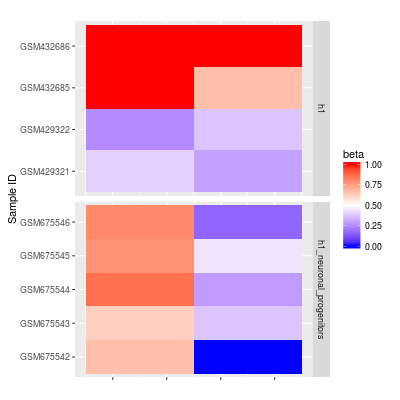 GSM432686
GSM432685
GSM429322
GSM429321
h1
GSM675546
GSM675545
GSM675544
GSM675543
GSM675542
h1_neuronal_progenitors
Sample ID
beta
1.00
0.75
0.50
0.25
0.00